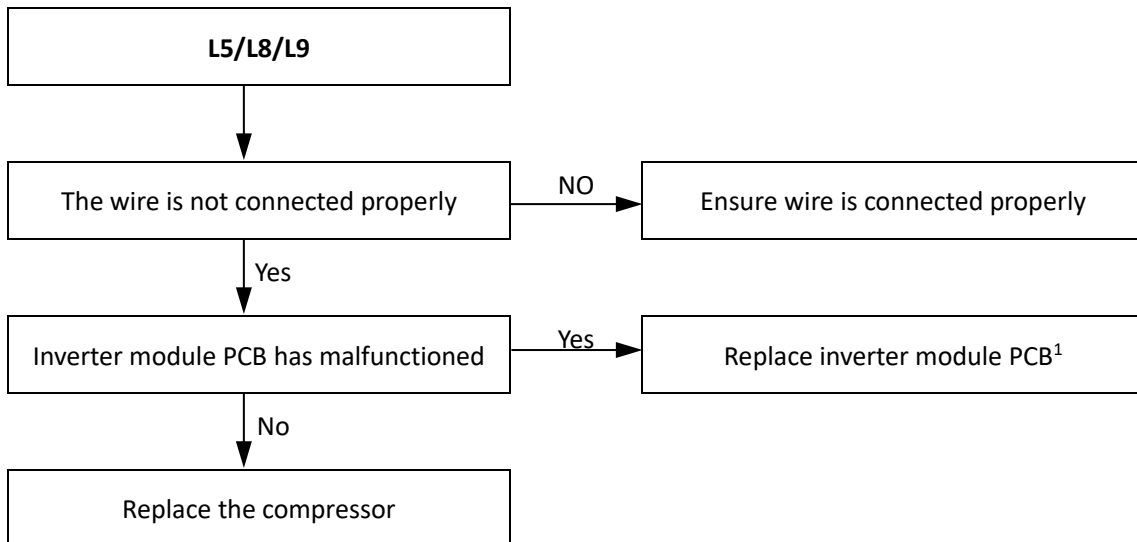 L5/L8/L9
The wire is not connected properly
NO
Ensure wire is connected properly
Yes
Inverter module PCB has malfunctioned
Yes
Replace inverter module PCB¹
No
Replace the compressor